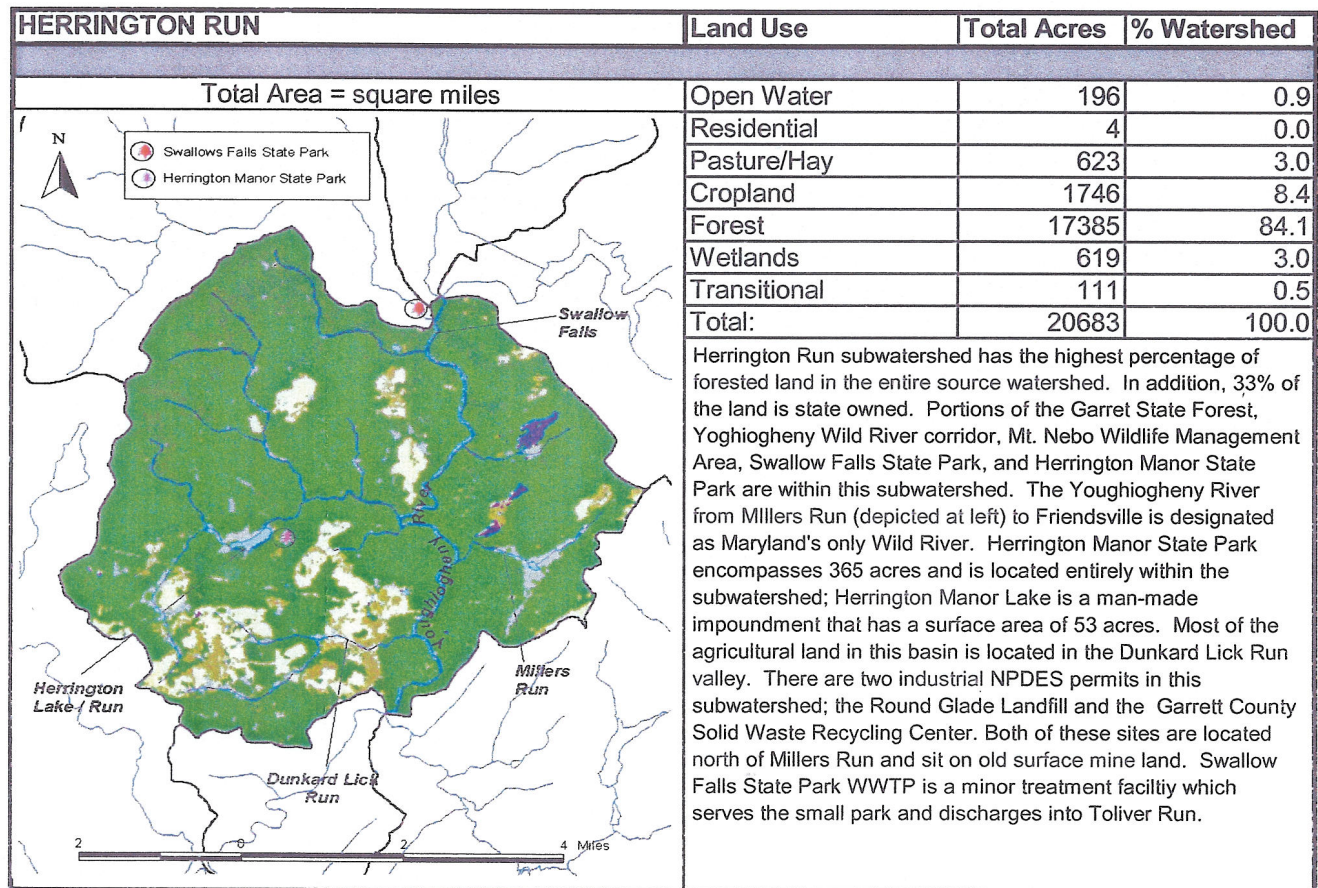 HERRINGTON RUN
Land Use Total Acres % Watershed
Total Area = square miles
Open Water 196 0.9
Residential 4 0.0
Pasture/Hay 623 3.0
Cropland 1746 8.4
Forest 17385 84.1
Wetlands 619 3.0
Transitional 111 0.5
Total: 20683 100.0
N
Swallows Falls State Park
Herrington Manor State Park
Swallow
Falls
Youghiogheny River
Herrington
Lake / Run
Millers
Run
Dunkard Lick
Run
2 0 2 4 Miles
Herrington Run subwatershed has the highest percentage of
forested land in the entire source watershed. In addition, 33% of
the land is state owned. Portions of the Garret State Forest,
Yoghiogheny Wild River corridor, Mt. Nebo Wildlife Management
Area, Swallow Falls State Park, and Herrington Manor State
Park are within this subwatershed. The Youghiogheny River
from MIllers Run (depicted at left) to Friendsville is designated
as Maryland's only Wild River. Herrington Manor State Park
encompasses 365 acres and is located entirely within the
subwatershed; Herrington Manor Lake is a man-made
impoundment that has a surface area of 53 acres. Most of the
agricultural land in this basin is located in the Dunkard Lick Run
valley. There are two industrial NPDES permits in this
subwatershed; the Round Glade Landfill and the Garrett County
Solid Waste Recycling Center. Both of these sites are located
north of Millers Run and sit on old surface mine land. Swallow
Falls State Park WWTP is a minor treatment faciltiy which
serves the small park and discharges into Toliver Run.